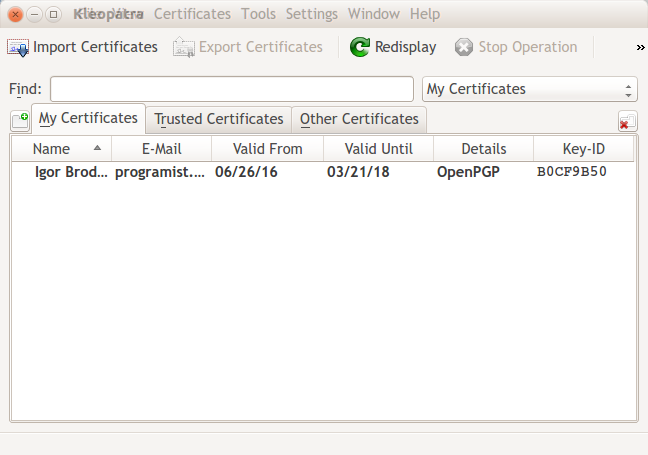 Kleopatra File View Certificates Tools Settings Window Help
Import Certificates Export Certificates Redisplay Stop Operation »
Find: My Certificates
My Certificates Trusted Certificates Other Certificates
Name E-Mail Valid From Valid Until Details Key-ID
Igor Brod... programist.... 06/26/16 03/21/18 OpenPGP B0CF9B50